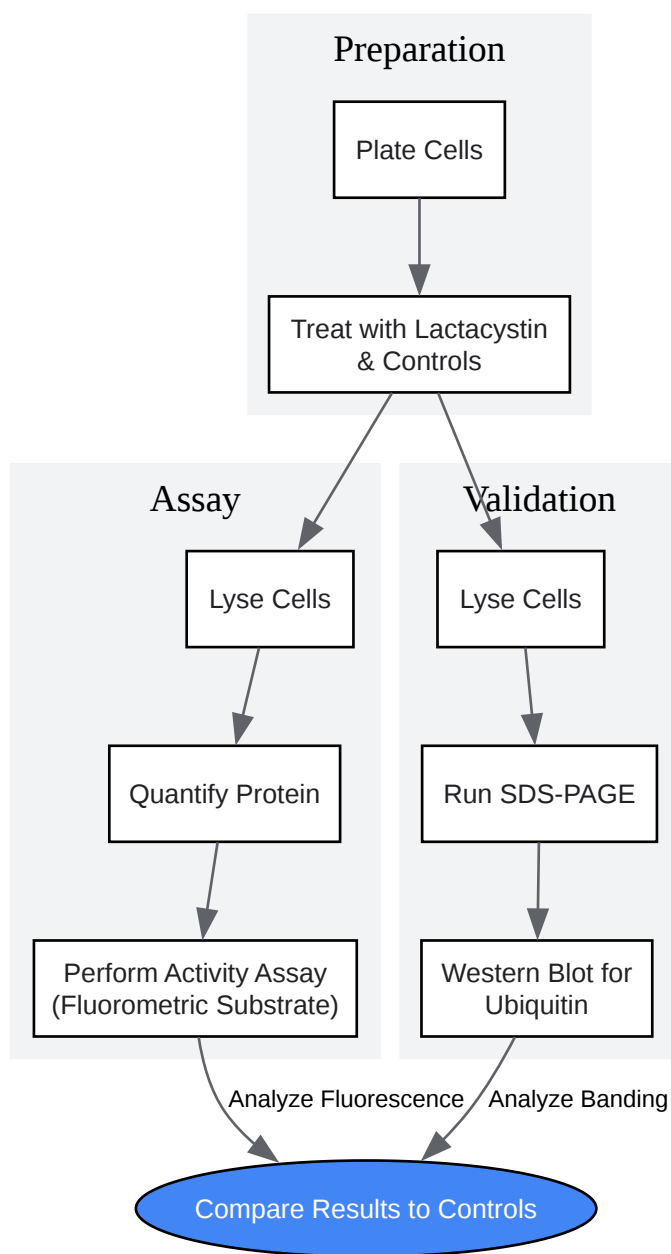 Preparation
Plate Cells
Treat with Lactacystin
& Controls
Assay
Lyse Cells
Quantify Protein
Perform Activity Assay
(Fluorometric Substrate)
Analyze Fluorescence
Validation
Lyse Cells
Run SDS-PAGE
Western Blot for
Ubiquitin
Analyze Banding
Compare Results to Controls